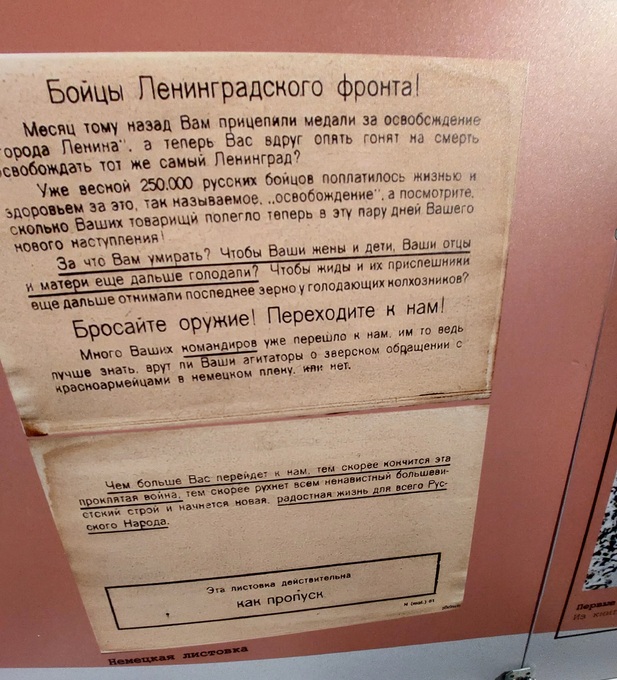 Бойцы Ленинградского фронта!
Месяц тому назад Вам прицепили медали за освобсждение
города Ленина", а теперь Вас вдруг опять гонят на смерть
освобождать тот же самый Ленинград?
Уже весной 250.000 русских бойцов поплатилось жизнью и
здоровьем за это, так называемое, „освобождение", а посмотрите,
сколько Ваших товарищй полегло теперь в эту пару дней Вашего
нового наступления!
За что Вам умирать? Чтобы Ваши жены и дети, Ваши отцы
и матери еще дальше голодали? Чтобы жиды и их приспешники
еще дальше отнимали последнее зерно у голодающих колхозников?
Бросайте оружие! Переходите к нам!
Много Ваших командиров уже перешло к нам, им то ведь
лучше знать, врут ли Ваши агитаторы о зверском обращении с
красноармейцами в немецком плену, или нет.
Чем больше Вас перейдет к нам, тем скорее кончится эта
проклятая война, тем скорее рухнет всем ненавистный большеви-
стский строй и начнется новая, радостная жизнь для всего Рус-
ского Народа.
Эта листовка действительна
как пропуск
Немецкая листовка
Первые
Из книг